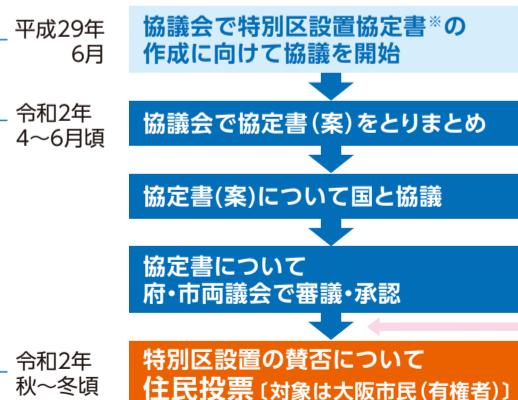 平成29年
6月
協議会で特別区設置協定書※の
作成に向けて協議を開始
令和2年
4～6月頃
協議会で協定書（案）をとりまとめ
協定書(案)について国と協議
協定書について
府・市両議会で審議・承認
令和2年
秋～冬頃
特別区設置の賛否について
住民投票〔対象は大阪市民(有権者)〕